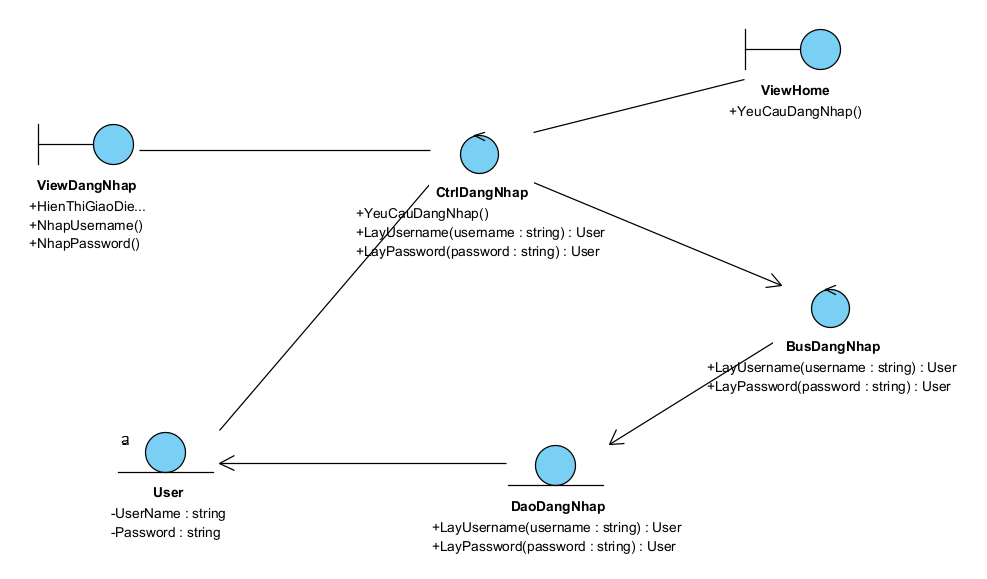 ViewHome
+YeuCauDangNhap()
ViewDangNhap
+HienThiGiaoDie...
+NhapUsername()
+NhapPassword()
CtrlDangNhap
+YeuCauDangNhap()
+LayUsername(username : string) : User
+LayPassword(password : string) : User
BusDangNhap
+LayUsername(username : string) : User
+LayPassword(password : string) : User
a
User
-UserName : string
-Password : string
DaoDangNhap
+LayUsername(username : string) : User
+LayPassword(password : string) : User